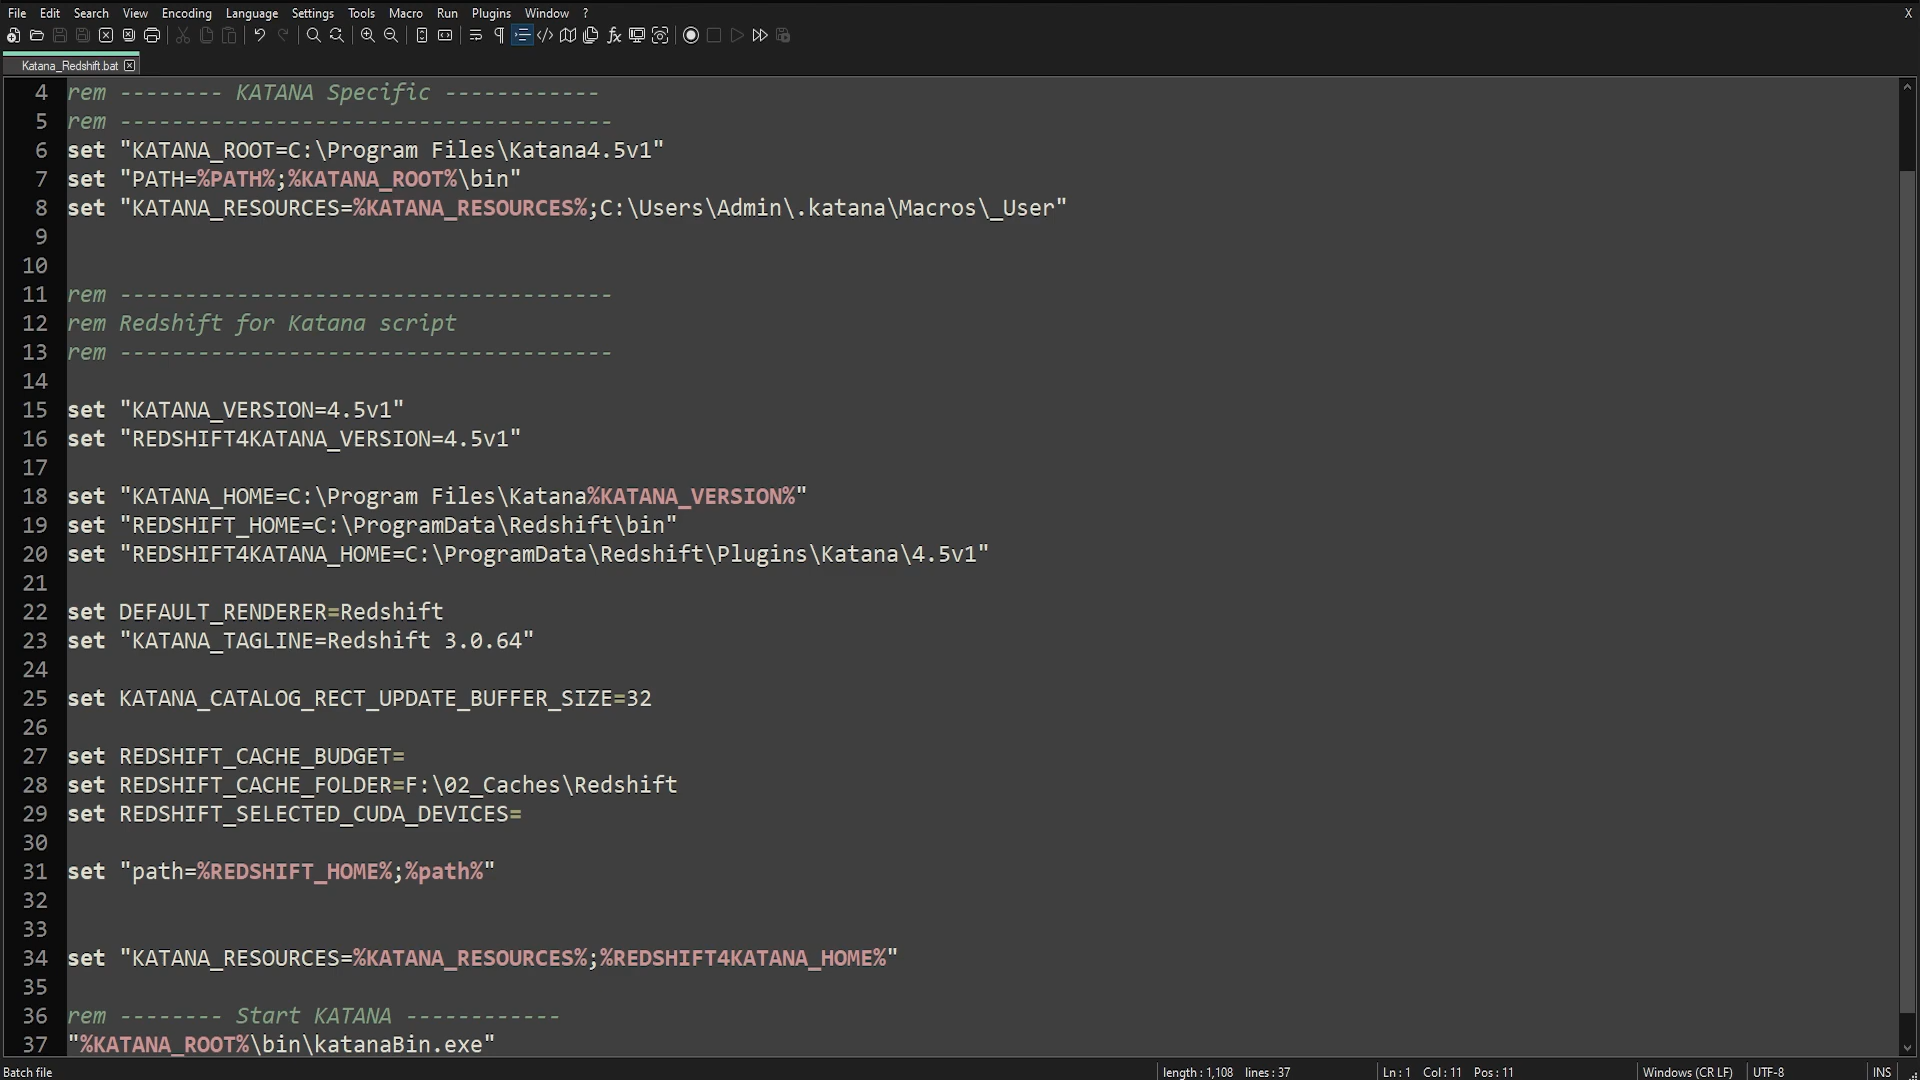 File Edit Search View Encoding Language Settings Tools Macro Run Plugins Window ? X
Katana_Redshift.bat
4 rem -------- KATANA Specific ------------
5 rem --------------------------------------
6 set "KATANA_ROOT=C:\Program Files\Katana4.5v1"
7 set "PATH=%PATH%;%KATANA_ROOT%\bin"
8 set "KATANA_RESOURCES=%KATANA_RESOURCES%;C:\Users\Admin\.katana\Macros\_User"
9
10
11 rem --------------------------------------
12 rem Redshift for Katana script
13 rem --------------------------------------
14
15 set "KATANA_VERSION=4.5v1"
16 set "REDSHIFT4KATANA_VERSION=4.5v1"
17
18 set "KATANA_HOME=C:\Program Files\Katana%KATANA_VERSION%"
19 set "REDSHIFT_HOME=C:\ProgramData\Redshift\bin"
20 set "REDSHIFT4KATANA_HOME=C:\ProgramData\Redshift\Plugins\Katana\4.5v1"
21
22 set DEFAULT_RENDERER=Redshift
23 set "KATANA_TAGLINE=Redshift 3.0.64"
24
25 set KATANA_CATALOG_RECT_UPDATE_BUFFER_SIZE=32
26
27 set REDSHIFT_CACHE_BUDGET=
28 set REDSHIFT_CACHE_FOLDER=F:\02_Caches\Redshift
29 set REDSHIFT_SELECTED_CUDA_DEVICES=
30
31 set "path=%REDSHIFT_HOME%;%path%"
32
33
34 set "KATANA_RESOURCES=%KATANA_RESOURCES%;%REDSHIFT4KATANA_HOME%"
35
36 rem -------- Start KATANA ------------
37 "%KATANA_ROOT%\bin\katanaBin.exe"
Batch file length : 1,108 lines : 37 Ln : 1 Col : 11 Pos : 11 Windows (CR LF) UTF-8 INS